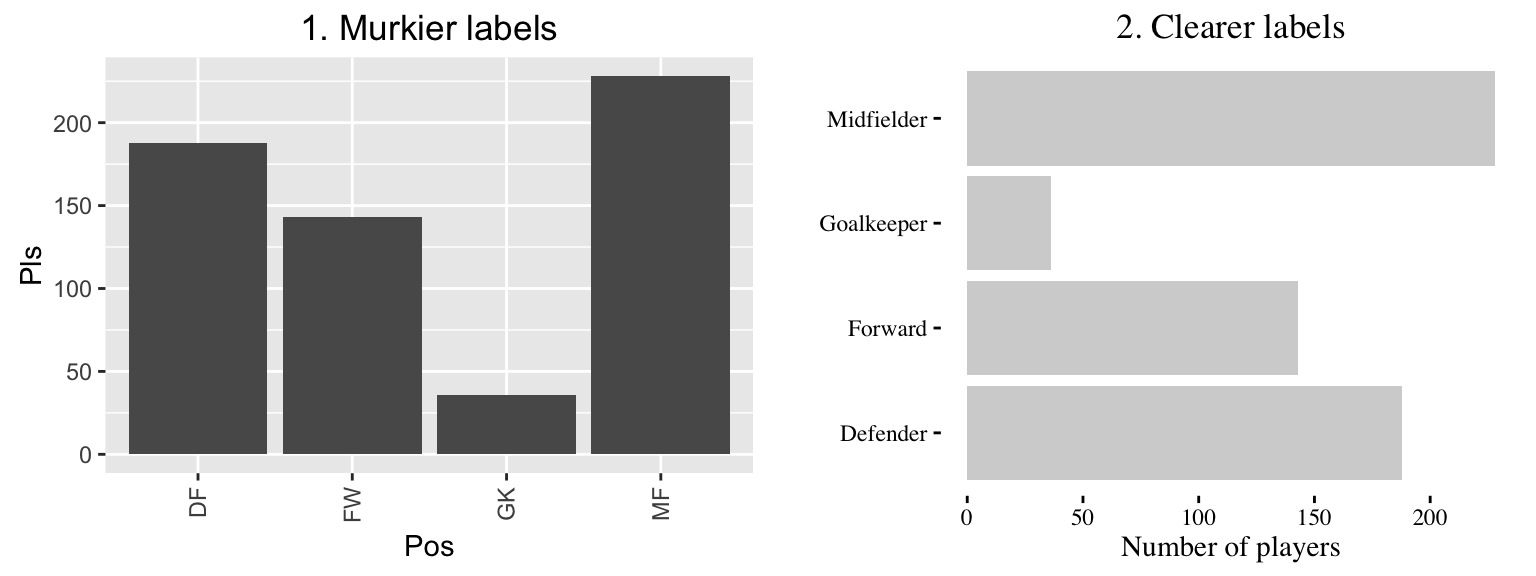 1. Murkier labels
200
150
100
50
0
Pls
DF
FW
GK
MF
Pos
2. Clearer labels
Midfielder
Goalkeeper
Forward
Defender
0 50 100 150 200
Number of players